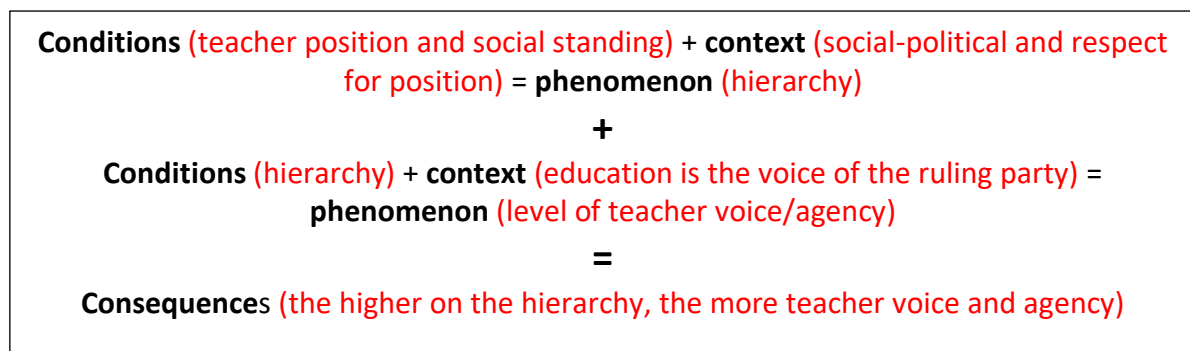 Conditions (teacher position and social standing) + context (social-political and respect
for position) = phenomenon (hierarchy)
+
Conditions (hierarchy) + context (education is the voice of the ruling party) =
phenomenon (level of teacher voice/agency)
=
Consequences (the higher on the hierarchy, the more teacher voice and agency)